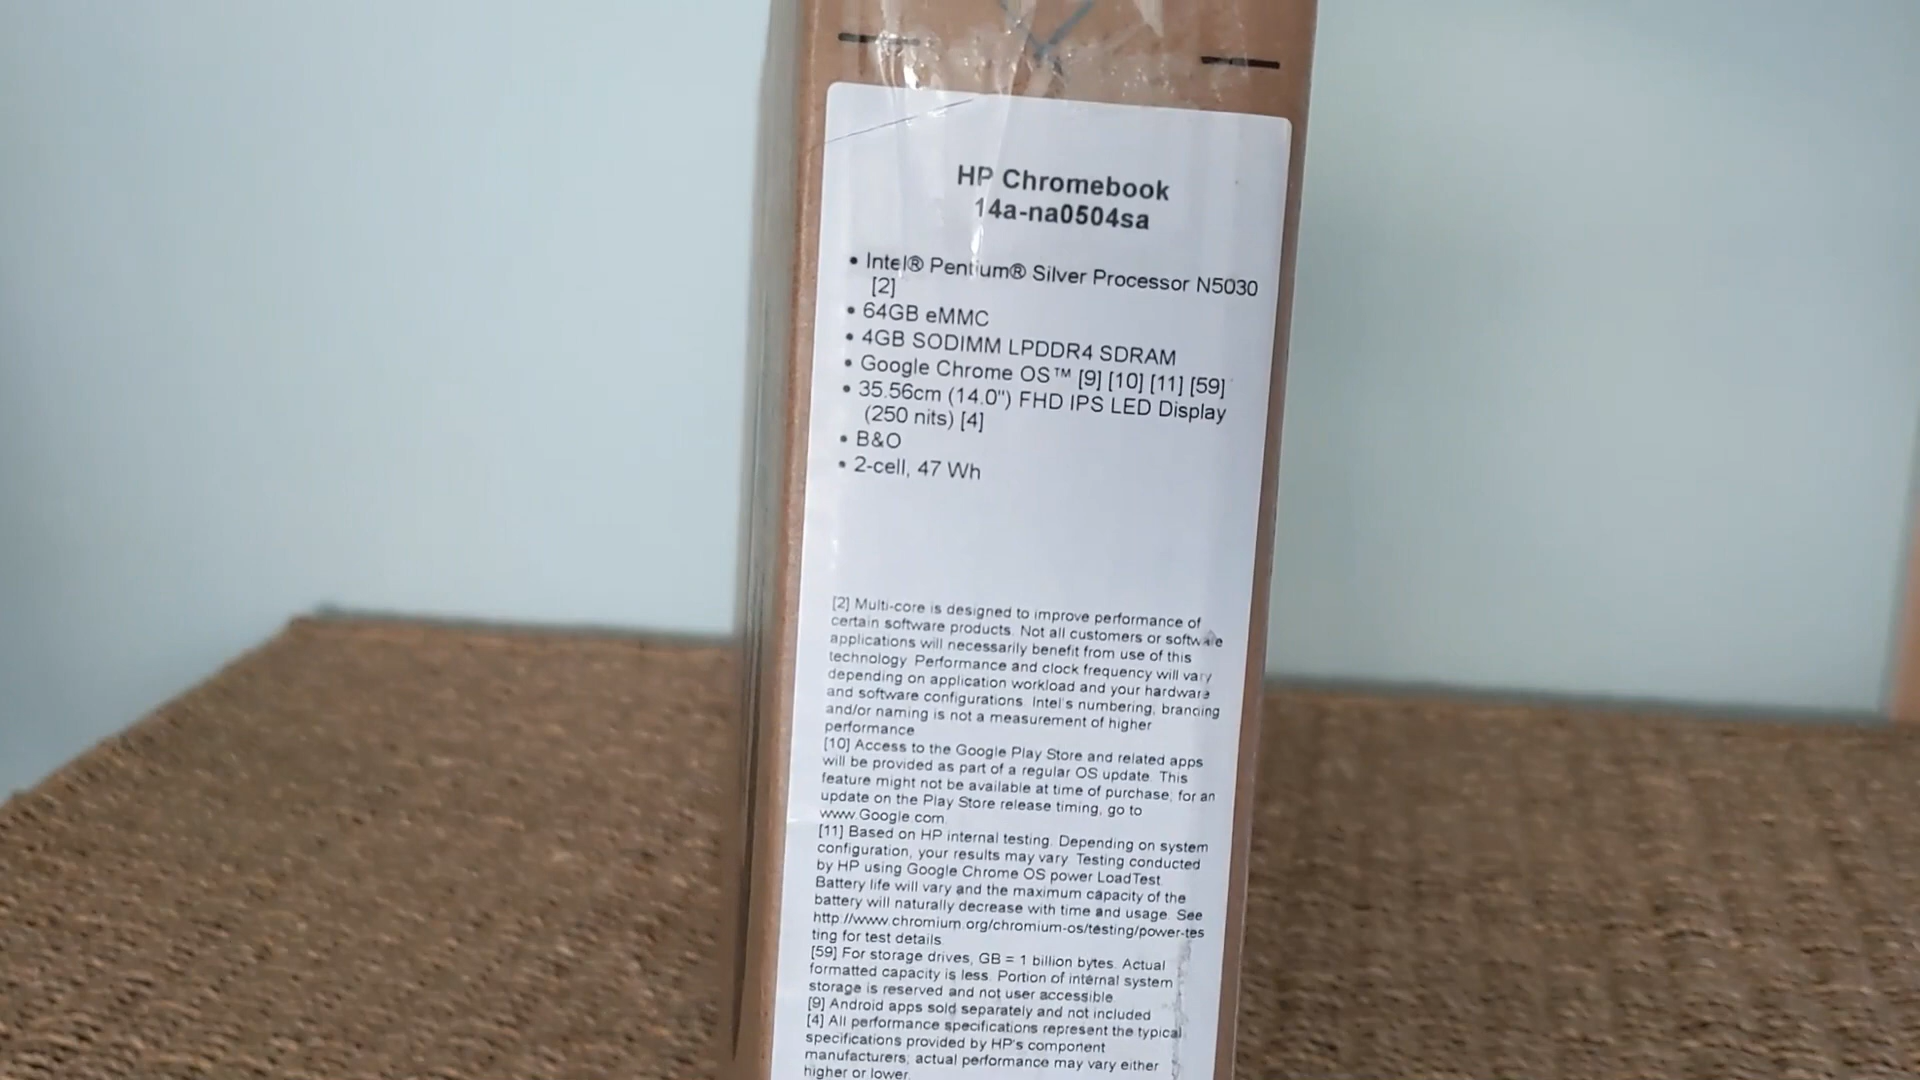 HP Chromebook
14a-na0504sa
• Intel® Pentium® Silver Processor N5030
[2]
• 64GB eMMC
• 4GB SODIMM LPDDR4 SDRAM
• Google Chrome OS™ [9] [10] [11] [59]
• 35.56cm (14.0") FHD IPS LED Display
(250 nits) [4]
• B&O
• 2-cell, 47 Wh
[2] Multi-core is designed to improve performance of
certain software products. Not all customers or software
applications will necessarily benefit from use of this
technology. Performance and clock frequency will vary
depending on application workload and your hardware
and software configurations. Intel's numbering, branding
and/or naming is not a measurement of higher
performance
[10] Access to the Google Play Store and related apps
will be provided as part of a regular OS update. This
feature might not be available at time of purchase; for an
update on the Play Store release timing, go to
www.Google.com.
[11] Based on HP internal testing. Depending on system
configuration, your results may vary. Testing conducted
by HP using Google Chrome OS power LoadTest.
Battery life will vary and the maximum capacity of the
battery will naturally decrease with time and usage. See
http://www.chromium.org/chromium-os/testing/power-tes
ting for test details.
[59] For storage drives, GB = 1 billion bytes. Actual
formatted capacity is less. Portion of internal system
storage is reserved and not user accessible.
[9] Android apps sold separately and not included
[4] All performance specifications represent the typical
specifications provided by HP's component
manufacturers; actual performance may vary either
higher or lower.